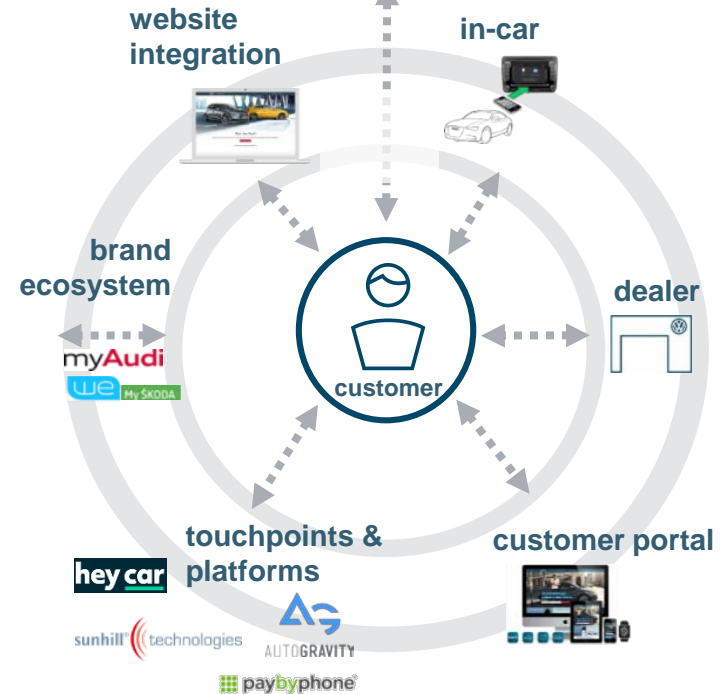 website
integration
in-car
brand
ecosystem
myAudi
we
My ŠKODA
dealer
customer
touchpoints &
platforms
customer portal
hey car
sunhill technologies
AUTOGRAVITY
paybyphone